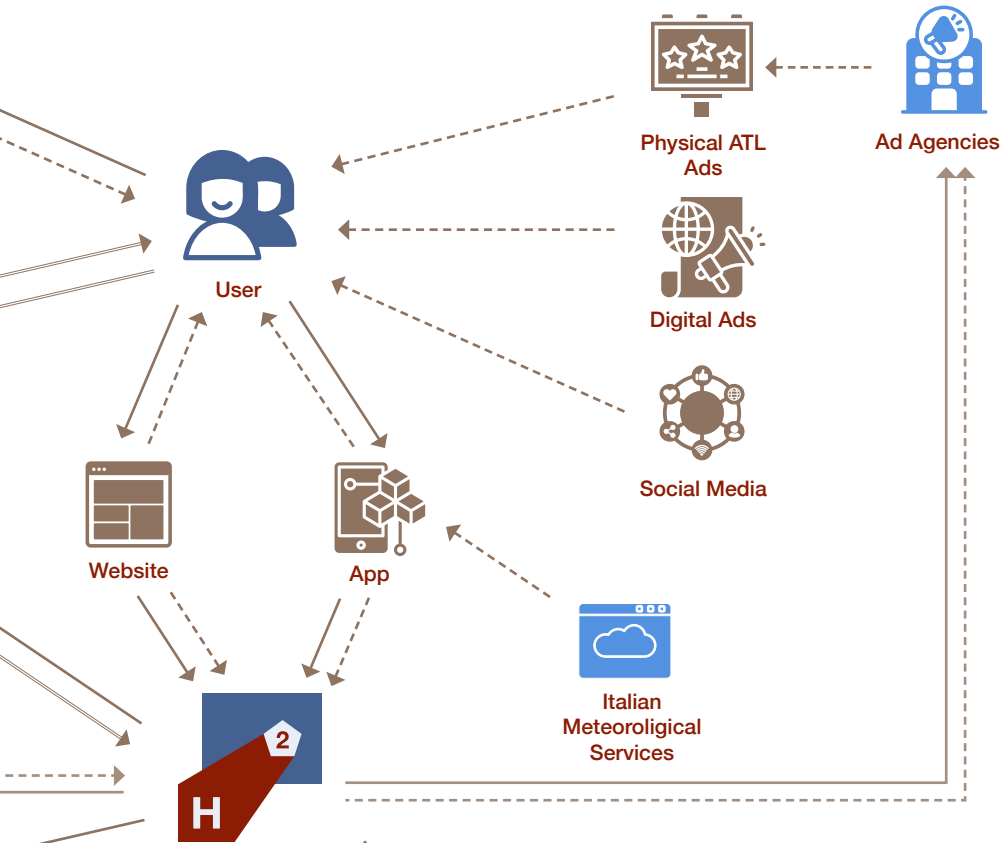 Ad Agencies
Physical ATL
Ads
Digital Ads
User
Social Media
Website
App
Italian
Meteoroligical
Services
2
H